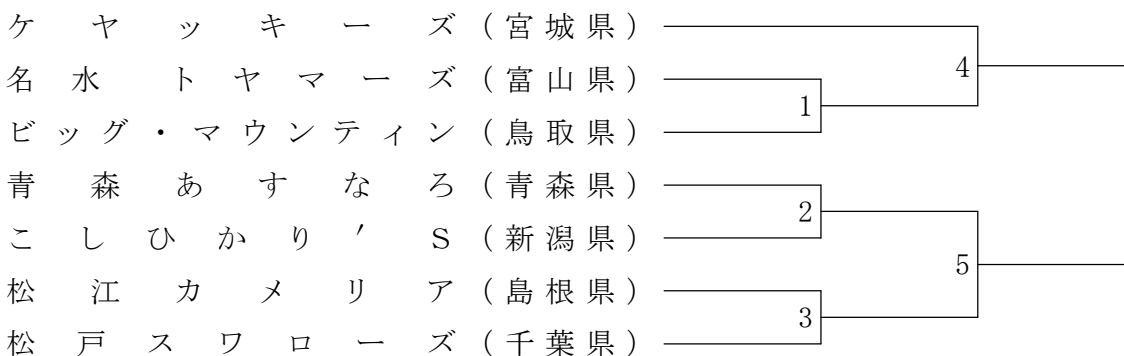 ケヤッキーズ(宮城県)
名水トヤマーズ(富山県)
ビッグ・マウンティン(鳥取県)
青森あすなろ(青森県)
こしひかり′S(新潟県)
松江カメリア(島根県)
松戸スワローズ(千葉県)
4
1
2
5
3